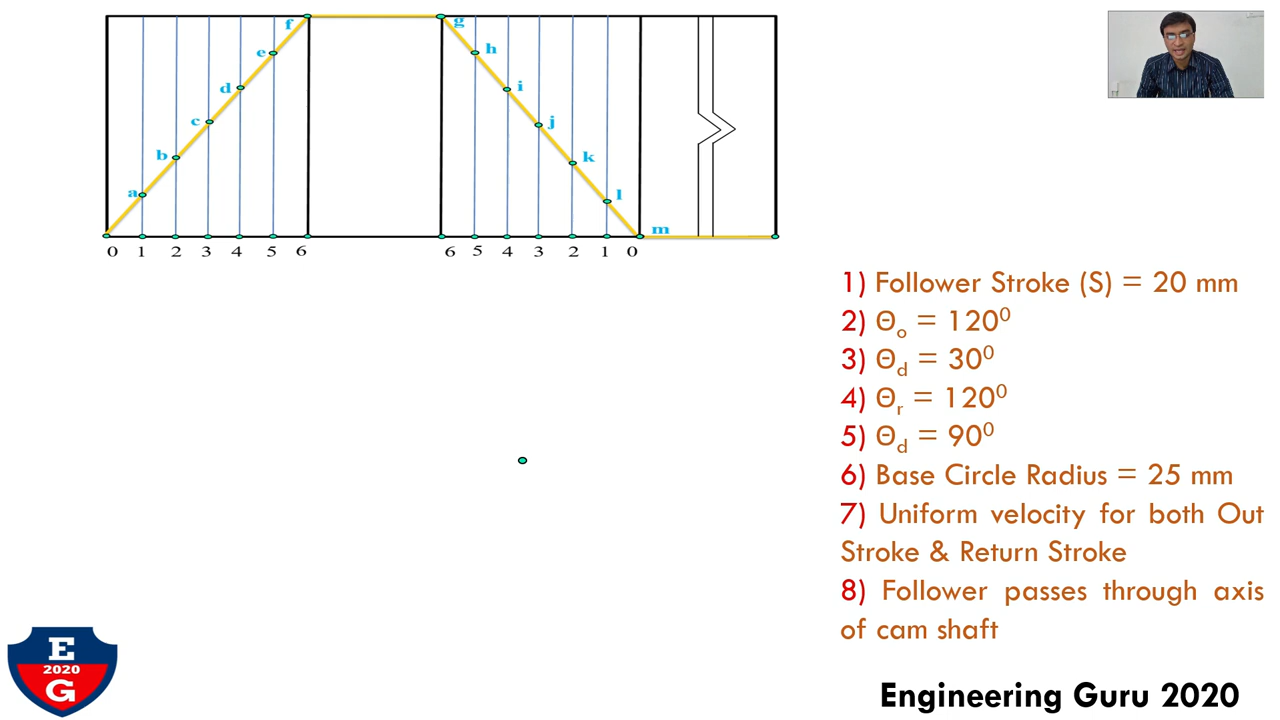 f g
e h
d i
c j
b k
a l
m
0 1 2 3 4 5 6 6 5 4 3 2 1 0
1) Follower Stroke (S) = 20 mm
2) Θo = 120⁰
3) Θd = 30⁰
4) Θr = 120⁰
5) Θd = 90⁰
6) Base Circle Radius = 25 mm
7) Uniform velocity for both Out
Stroke & Return Stroke
8) Follower passes through axis
of cam shaft
E
2020
G
Engineering Guru 2020